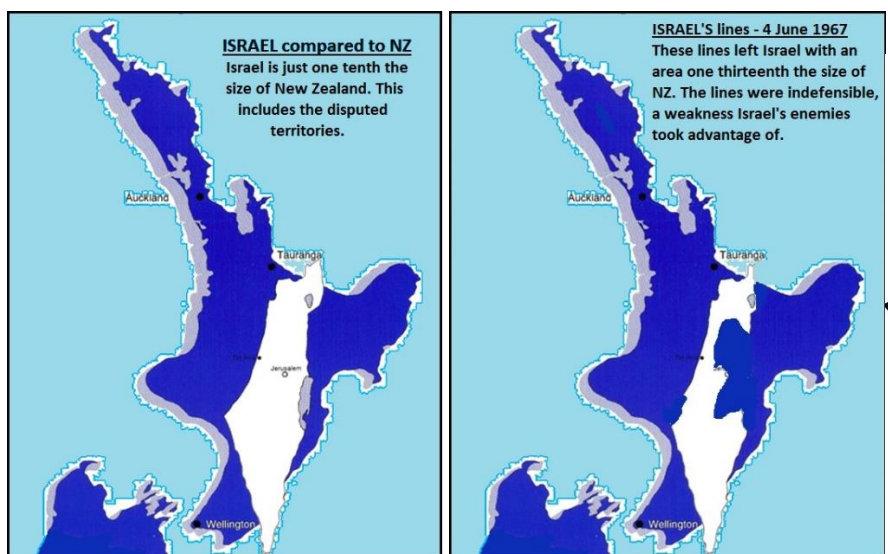 ISRAEL compared to NZ
Israel is just one tenth the
size of New Zealand. This
includes the disputed
territories.
Auckland
Tauranga
Jerusalem
Wellington
ISRAEL'S lines - 4 June 1967
These lines left Israel with an
area one thirteenth the size of
NZ. The lines were indefensible,
a weakness Israel's enemies
took advantage of.
Auckland
Tauranga
Wellington